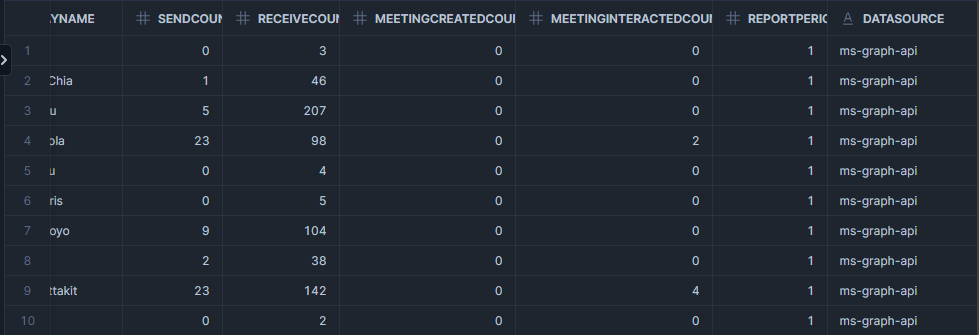 YNAME # SENDCOUN # RECEIVECOUN # MEETINGCREATEDCOUI # MEETINGINTERACTEDCOUI # REPORTPERIO A DATASOURCE
1 0 3 0 0 1 ms-graph-api
2 Chia 1 46 0 0 1 ms-graph-api
3 u 5 207 0 0 1 ms-graph-api
4 ola 23 98 0 2 1 ms-graph-api
5 u 0 4 0 0 1 ms-graph-api
6 ris 0 5 0 0 1 ms-graph-api
7 oyo 9 104 0 0 1 ms-graph-api
8 2 38 0 0 1 ms-graph-api
9 ttakit 23 142 0 4 1 ms-graph-api
10 0 2 0 0 1 ms-graph-api